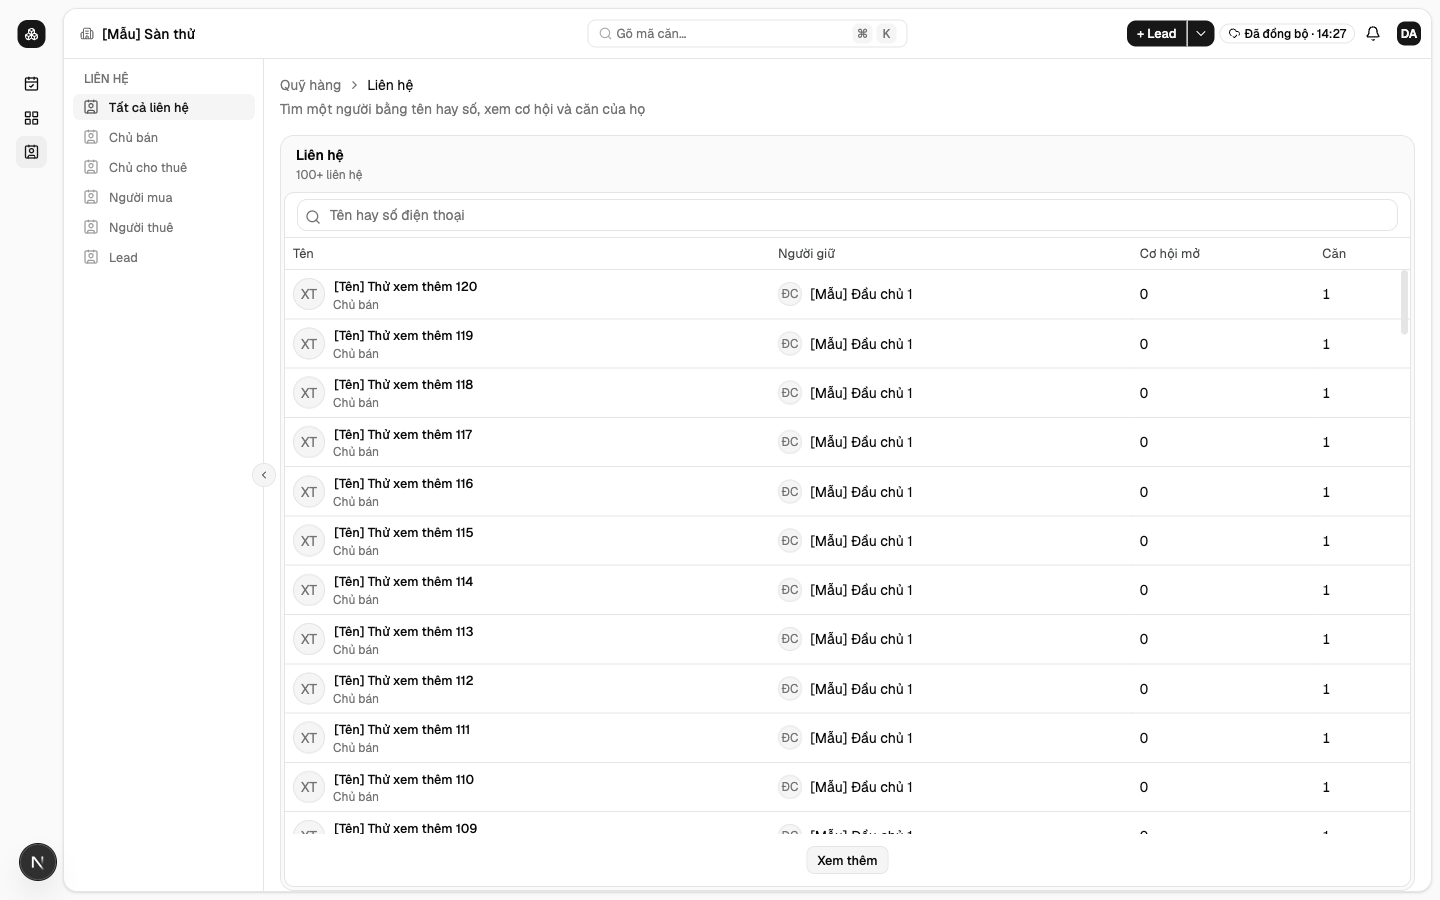 [Mẫu] Sàn thử
Gõ mã căn...
⌘ K
+ Lead
Đã đồng bộ · 14:27
DA
LIÊN HỆ
Tất cả liên hệ
Chủ bán
Chủ cho thuê
Người mua
Người thuê
Lead
N
Quỹ hàng > Liên hệ
Tìm một người bằng tên hay số, xem cơ hội và căn của họ
Liên hệ
100+ liên hệ
Tên hay số điện thoại
Tên Người giữ Cơ hội mở Căn
XT [Tên] Thử xem thêm 120 ĐC [Mẫu] Đầu chủ 1 0 1
Chủ bán
XT [Tên] Thử xem thêm 119 ĐC [Mẫu] Đầu chủ 1 0 1
Chủ bán
XT [Tên] Thử xem thêm 118 ĐC [Mẫu] Đầu chủ 1 0 1
Chủ bán
XT [Tên] Thử xem thêm 117 ĐC [Mẫu] Đầu chủ 1 0 1
Chủ bán
XT [Tên] Thử xem thêm 116 ĐC [Mẫu] Đầu chủ 1 0 1
Chủ bán
XT [Tên] Thử xem thêm 115 ĐC [Mẫu] Đầu chủ 1 0 1
Chủ bán
XT [Tên] Thử xem thêm 114 ĐC [Mẫu] Đầu chủ 1 0 1
Chủ bán
XT [Tên] Thử xem thêm 113 ĐC [Mẫu] Đầu chủ 1 0 1
Chủ bán
XT [Tên] Thử xem thêm 112 ĐC [Mẫu] Đầu chủ 1 0 1
Chủ bán
XT [Tên] Thử xem thêm 111 ĐC [Mẫu] Đầu chủ 1 0 1
Chủ bán
XT [Tên] Thử xem thêm 110 ĐC [Mẫu] Đầu chủ 1 0 1
Chủ bán
XT [Tên] Thử xem thêm 109 ĐC [Mẫu] Đầu chủ 1
Xem thêm